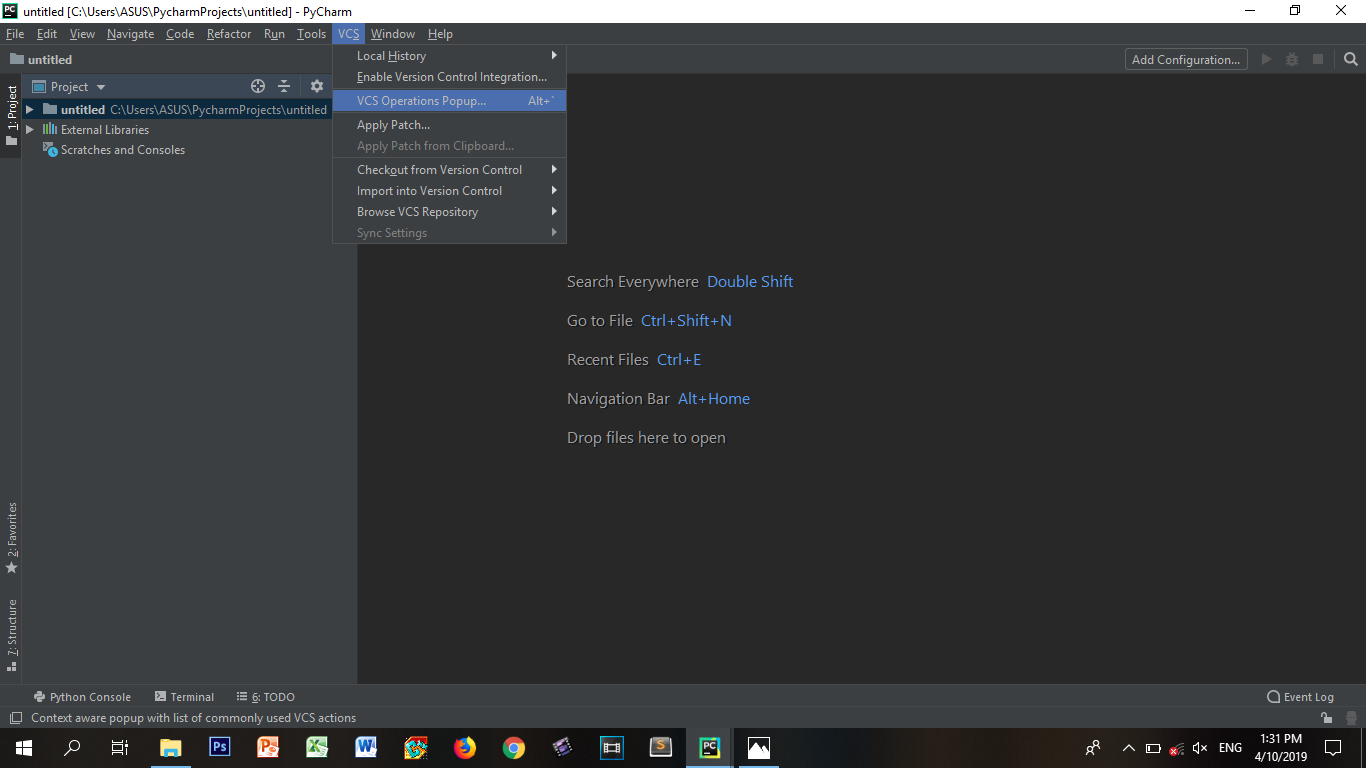 untitled [C:\Users\ASUS\PycharmProjects\untitled] - PyCharm
File Edit View Navigate Code Refactor Run Tools VCS Window Help
untitled
Add Configuration...
1: Project
Project
untitled C:\Users\ASUS\PycharmProjects\untitled
External Libraries
Scratches and Consoles
Local History
Enable Version Control Integration...
VCS Operations Popup... Alt+`
Apply Patch...
Apply Patch from Clipboard...
Checkout from Version Control
Import into Version Control
Browse VCS Repository
Sync Settings
Search Everywhere Double Shift
Go to File Ctrl+Shift+N
Recent Files Ctrl+E
Navigation Bar Alt+Home
Drop files here to open
2: Favorites
7: Structure
Python Console Terminal 6: TODO Event Log
Context aware popup with list of commonly used VCS actions
ENG
1:31 PM
4/10/2019